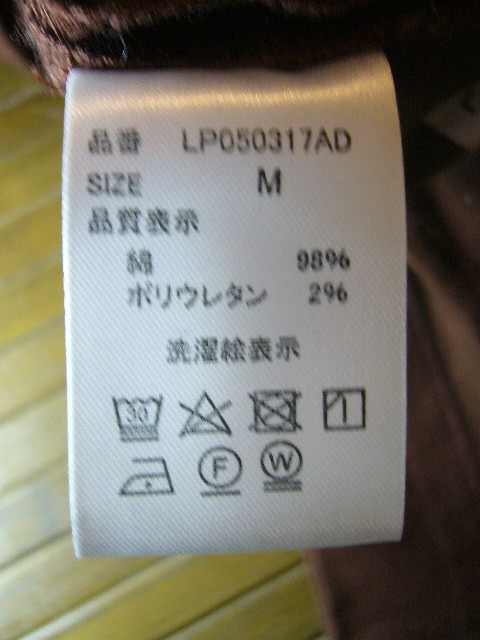 品番 LP050317AD
SIZE M
品質表示
綿 98%
ポリウレタン 2%
洗濯絵表示
30
F W